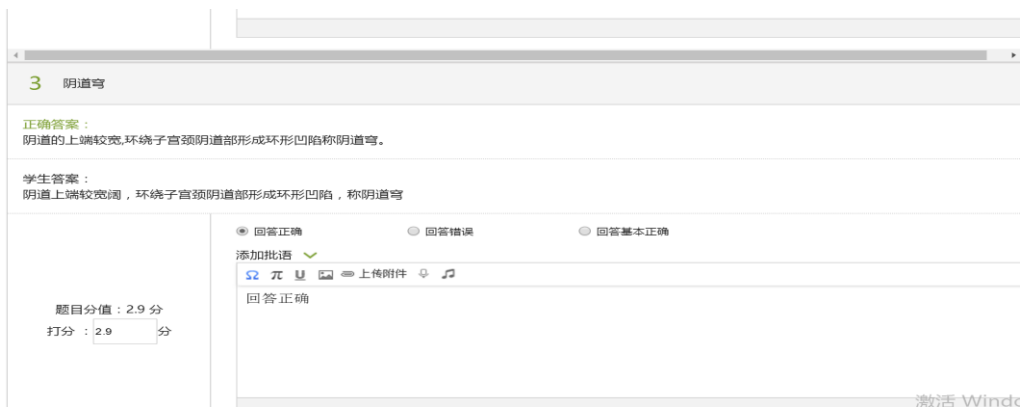 3 阴道穹
正确答案：
阴道的上端较宽,环绕子宫颈阴道部形成环形凹陷称阴道穹。
学生答案：
阴道上端较宽阔，环绕子宫颈阴道部形成环形凹陷，称阴道穹
回答正确 回答错误 回答基本正确
添加批语
Ω π U 上传附件
回答正确
题目分值：2.9 分
打分 ：2.9 分
激活 Windo